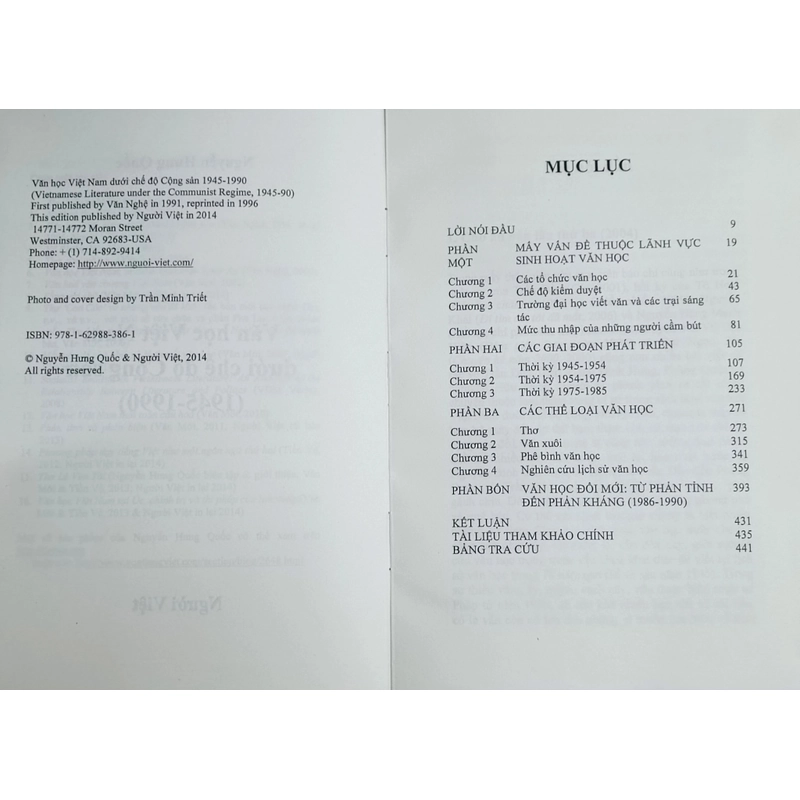 Văn học Việt Nam dưới chế độ Cộng sản 1945-1990
(Vietnamese Literature under the Communist Regime, 1945-90)
First published by Văn Nghệ in 1991, reprinted in 1996
This edition published by Người Việt in 2014
14771-14772 Moran Street
Westminster, CA 92683-USA
Phone: + (1) 714-892-9414
Homepage: http://www.nguoi-viet.com/
Photo and cover design by Trần Minh Triết
ISBN: 978-1-62988-386-1
© Nguyễn Hưng Quốc & Người Việt, 2014
All rights reserved.
MỤC LỤC
LỜI NÓI ĐẦU 9
PHẦN MỘT MẤY VẤN ĐỀ THUỘC LÃNH VỰC 19
SINH HOẠT VĂN HỌC
Chương 1 Các tổ chức văn học 21
Chương 2 Chế độ kiểm duyệt 43
Chương 3 Trường đại học viết văn và các trại sáng 65
tác
Chương 4 Mức thu nhập của những người cầm bút 81
PHẦN HAI CÁC GIAI ĐOẠN PHÁT TRIỂN 105
Chương 1 Thời kỳ 1945-1954 107
Chương 2 Thời kỳ 1954-1975 169
Chương 3 Thời kỳ 1975-1985 233
PHẦN BA CÁC THỂ LOẠI VĂN HỌC 271
Chương 1 Thơ 273
Chương 2 Văn xuôi 315
Chương 3 Phê bình văn học 341
Chương 4 Nghiên cứu lịch sử văn học 359
PHẦN BỐN VĂN HỌC ĐỔI MỚI: TỪ PHẢN TỈNH 393
ĐẾN PHẢN KHÁNG (1986-1990)
KẾT LUẬN 431
TÀI LIỆU THAM KHẢO CHÍNH 435
BẢNG TRA CỨU 441